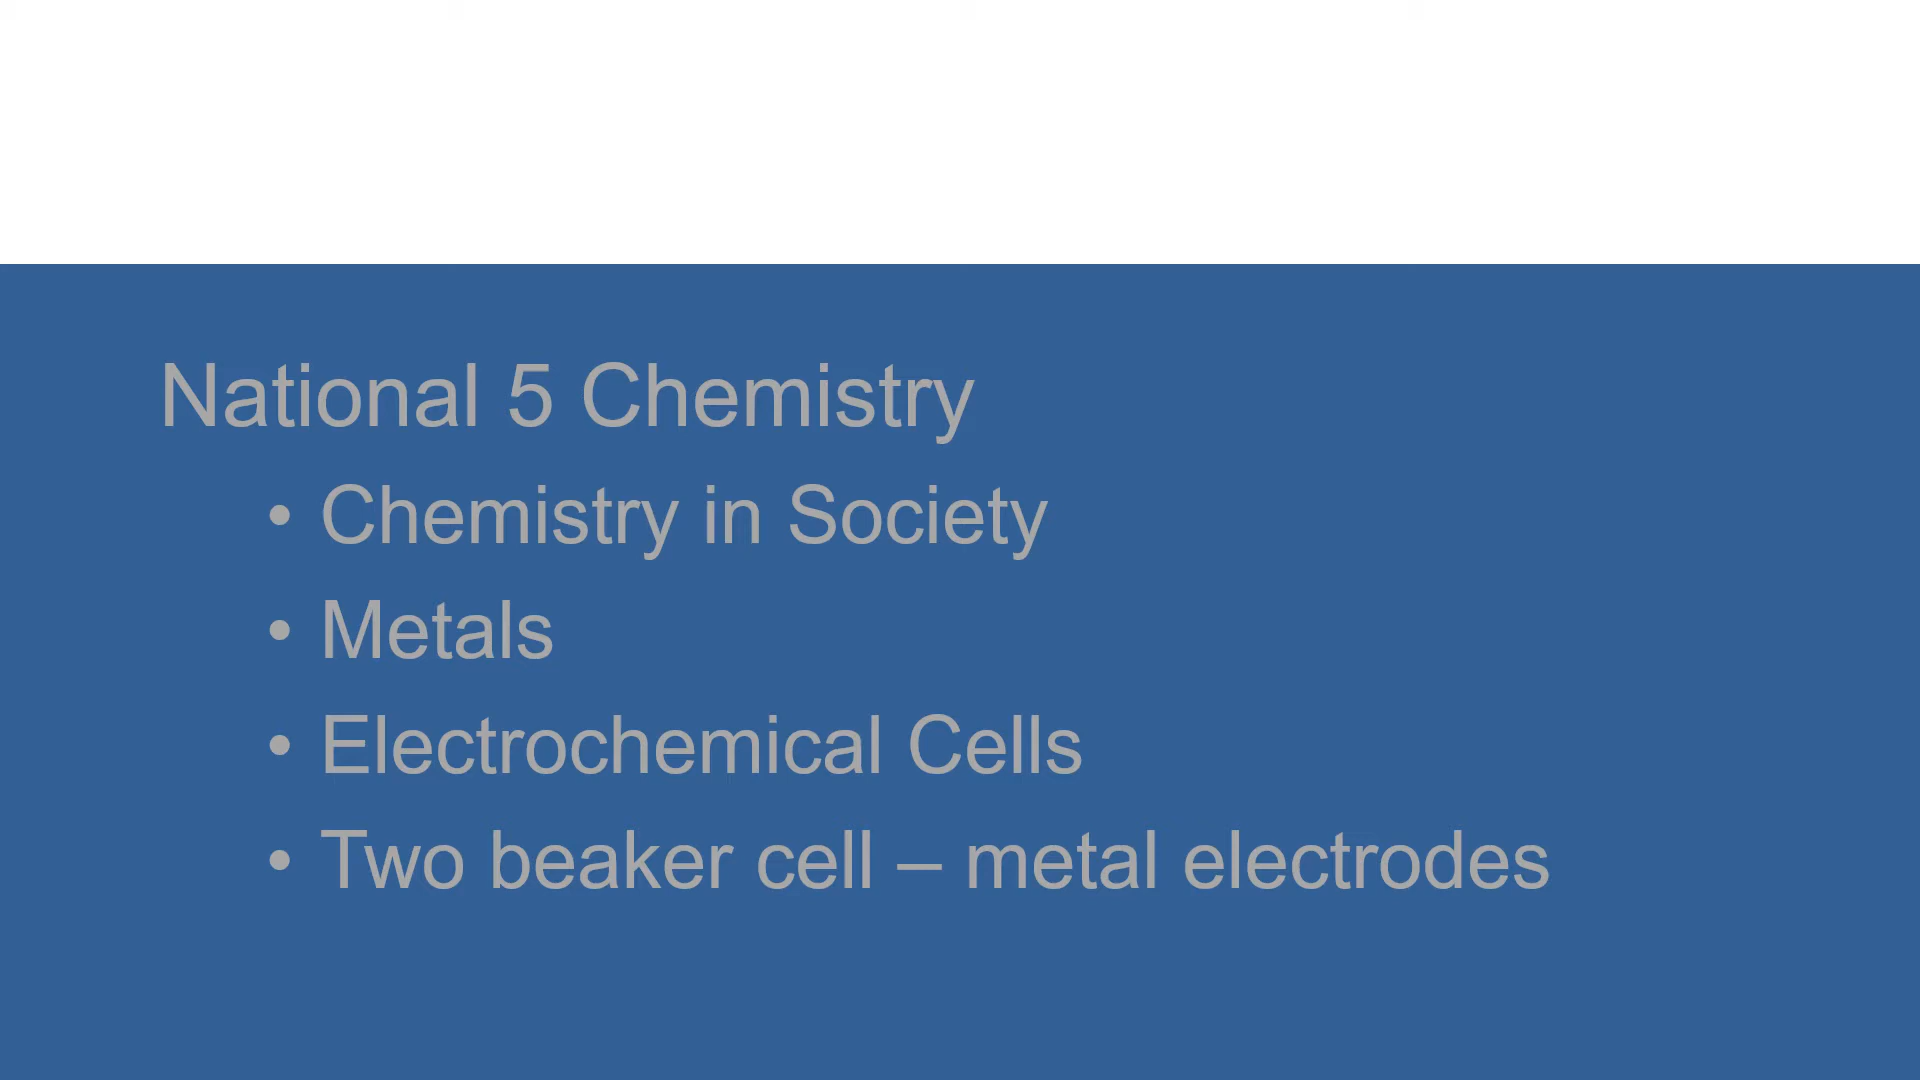 National 5 Chemistry
• Chemistry in Society
• Metals
• Electrochemical Cells
• Two beaker cell – metal electrodes